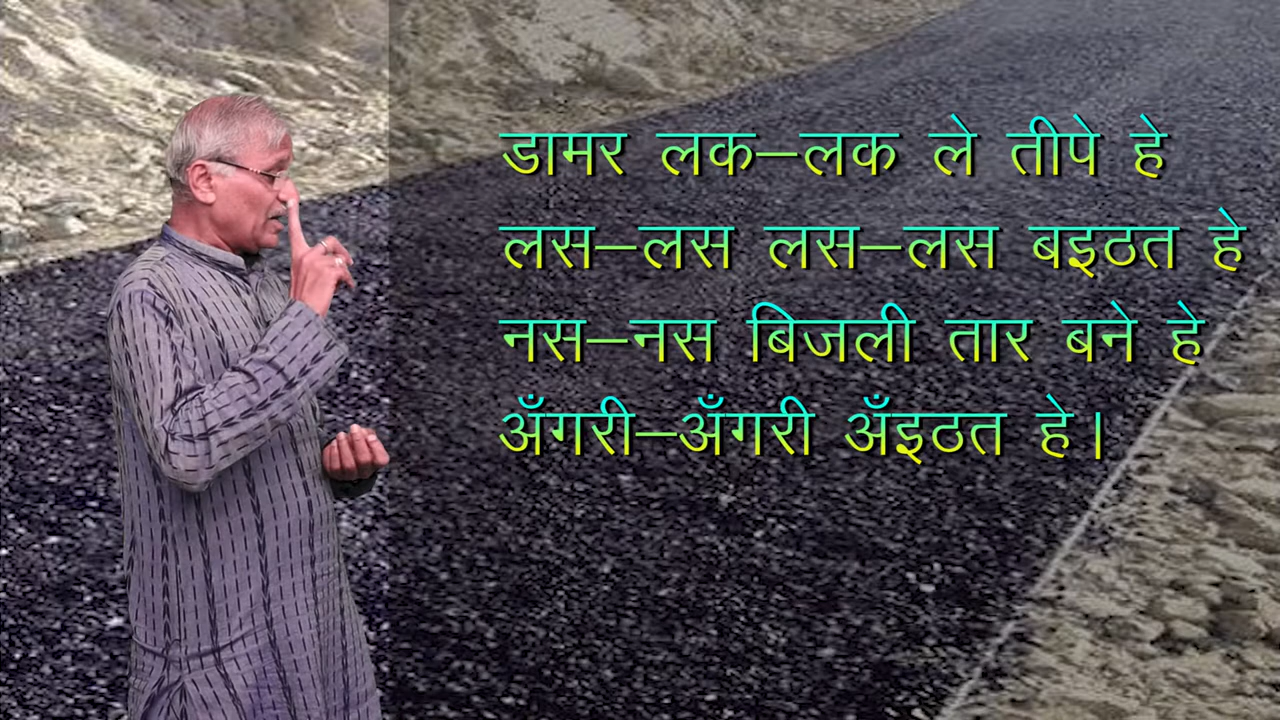 डामर लक–लक ले तीपे हे
लस–लस लस–लस बइठत हे
नस–नस बिजली तार बने हे
अँगरी–अँगरी अँइठत हे।